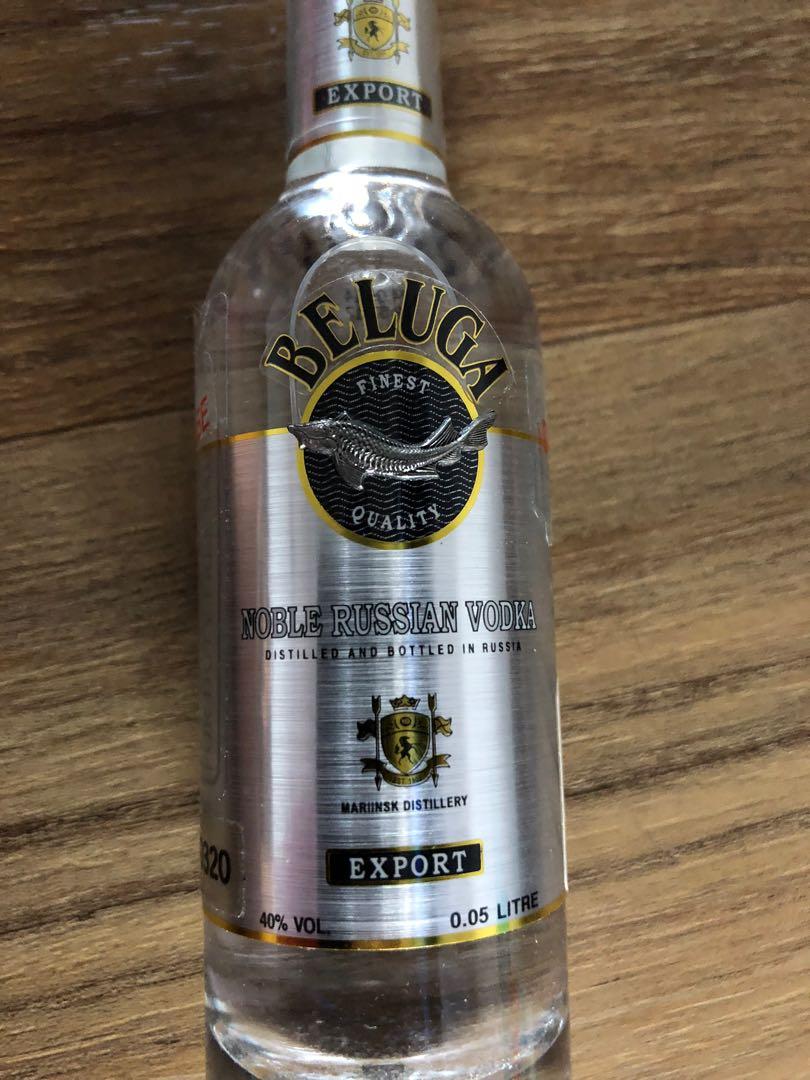 EXPORT
BELUGA
FINEST
QUALITY
NOBLE RUSSIAN VODKA
DISTILLED AND BOTTLED IN RUSSIA
MARIINSK DISTILLERY
EXPORT
40% VOL.
0.05 LITRE